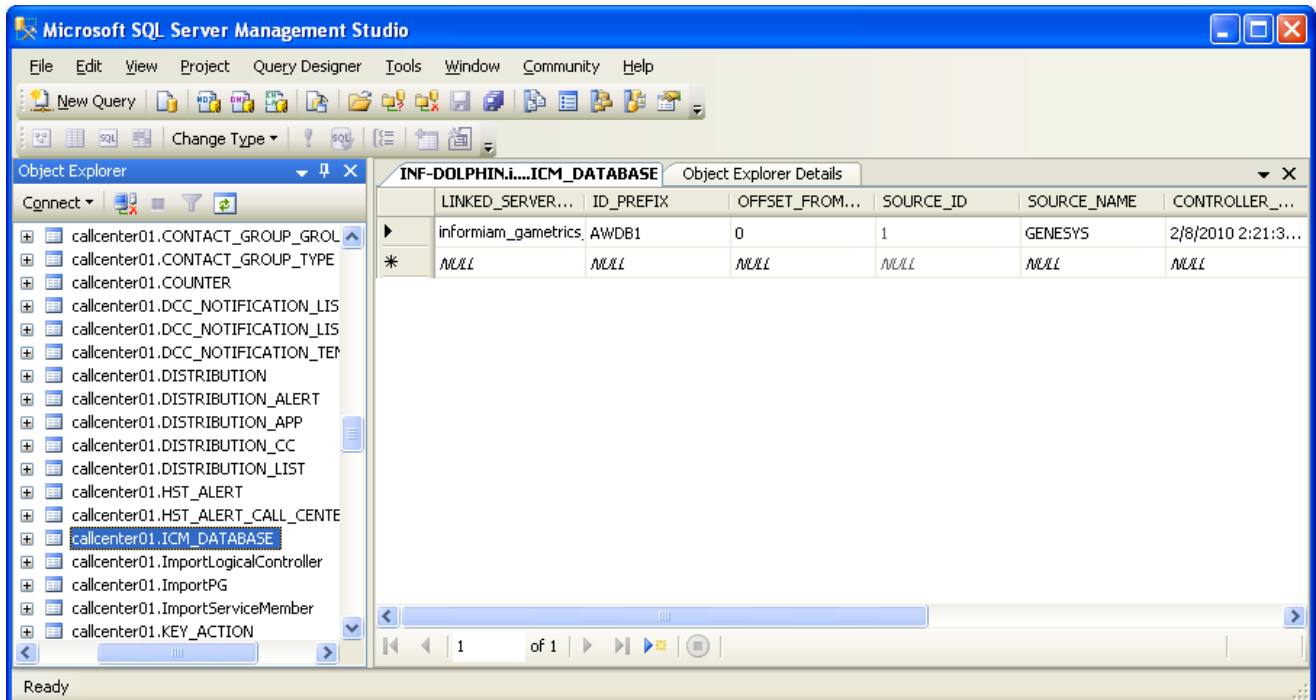 Microsoft SQL Server Management Studio
File Edit View Project Query Designer Tools Window Community Help
New Query
Change Type
Object Explorer
INF-DOLPHIN.i....ICM_DATABASE Object Explorer Details
Connect
LINKED_SERVER... ID_PREFIX OFFSET_FROM... SOURCE_ID SOURCE_NAME CONTROLLER_...
informiam_gametrics_ AWDB1 0 1 GENESYS 2/8/2010 2:21:3...
NULL NULL NULL NULL NULL NULL
callcenter01.CONTACT_GROUP_GROU
callcenter01.CONTACT_GROUP_TYPE
callcenter01.COUNTER
callcenter01.DCC_NOTIFICATION_LIS
callcenter01.DCC_NOTIFICATION_LIS
callcenter01.DCC_NOTIFICATION_TEM
callcenter01.DISTRIBUTION
callcenter01.DISTRIBUTION_ALERT
callcenter01.DISTRIBUTION_APP
callcenter01.DISTRIBUTION_CC
callcenter01.DISTRIBUTION_LIST
callcenter01.HST_ALERT
callcenter01.HST_ALERT_CALL_CENTE
callcenter01.ICM_DATABASE
callcenter01.ImportLogicalController
callcenter01.ImportPG
callcenter01.ImportServiceMember
callcenter01.KEY_ACTION
1 of 1
Ready